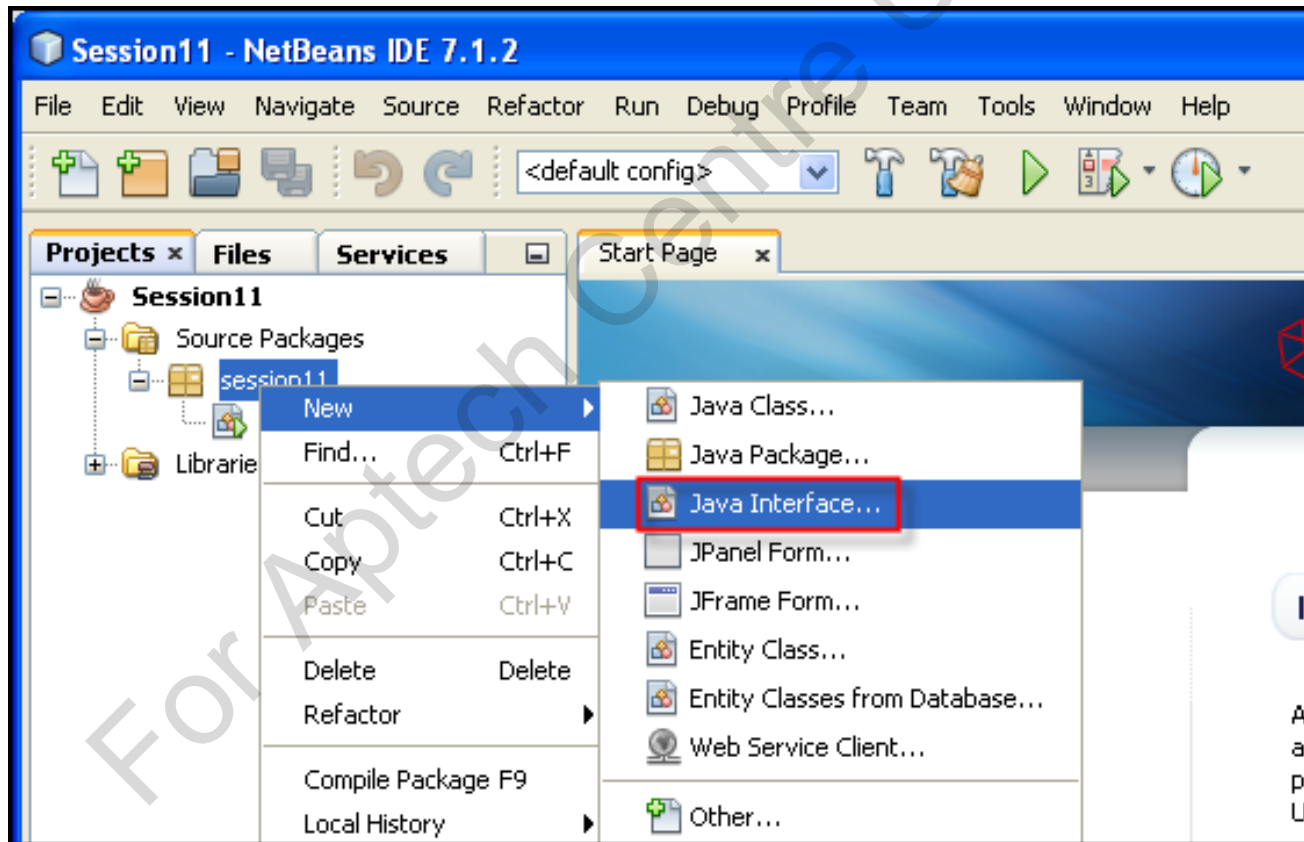 Session11 - NetBeans IDE 7.1.2
File Edit View Navigate Source Refactor Run Debug Profile Team Tools Window Help
<default config>
Projects Files Services Start Page
Session11
Source Packages
session11
New
Find... Ctrl+F
Cut Ctrl+X
Copy Ctrl+C
Paste Ctrl+V
Delete Delete
Refactor
Compile Package F9
Local History
Java Class...
Java Package...
Java Interface...
JPanel Form...
JFrame Form...
Entity Class...
Entity Classes from Database...
Web Service Client...
Other...
Librarie
For Aptech Centre